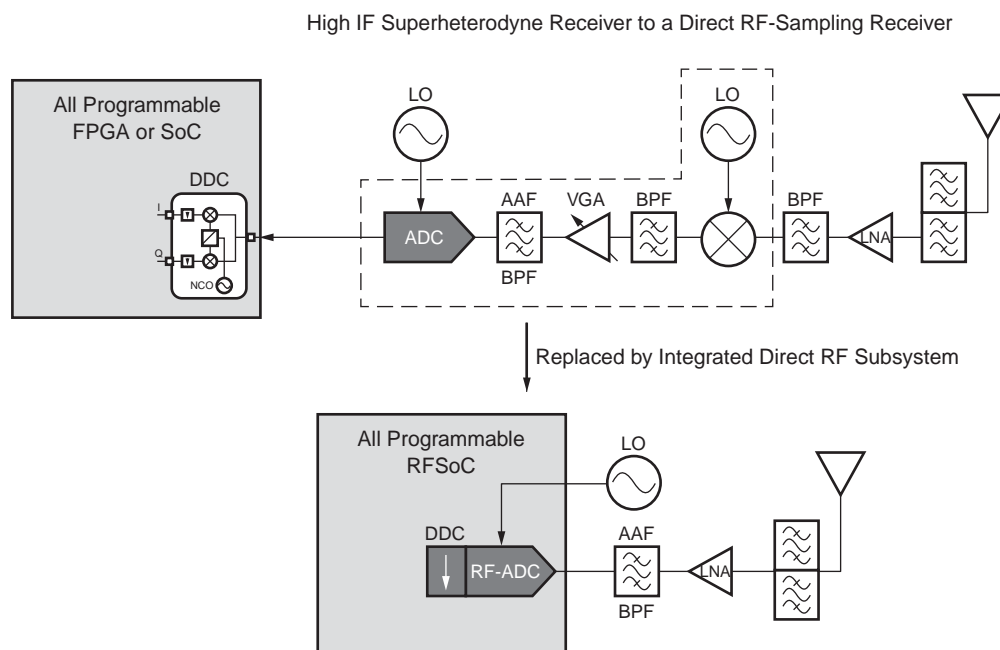 High IF Superheterodyne Receiver to a Direct RF-Sampling Receiver
All Programmable
FPGA or SoC
DDC
I
Q
NCO
LO
LO
ADC
AAF
BPF
VGA
BPF
BPF
LNA
Replaced by Integrated Direct RF Subsystem
All Programmable
RFSoC
LO
DDC
RF-ADC
AAF
BPF
LNA